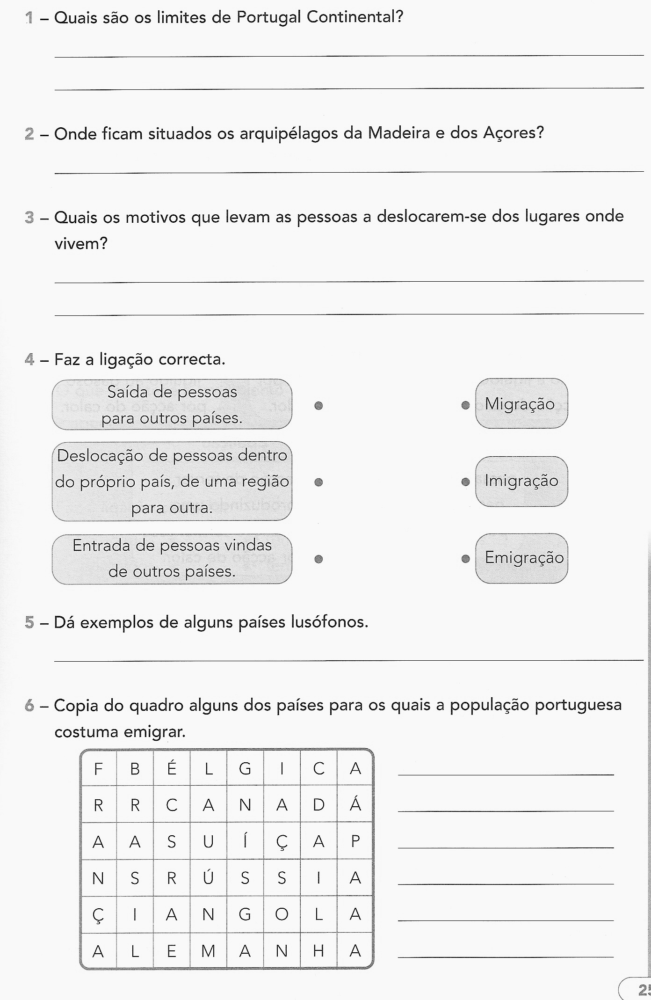 1 – Quais são os limites de Portugal Continental?
2 – Onde ficam situados os arquipélagos da Madeira e dos Açores?
3 – Quais os motivos que levam as pessoas a deslocarem-se dos lugares onde
vivem?
4 – Faz a ligação correcta.
Saída de pessoas
para outros países.
Migração
Deslocação de pessoas dentro
do próprio país, de uma região
para outra.
Imigração
Entrada de pessoas vindas
de outros países.
Emigração
5 – Dá exemplos de alguns países lusófonos.
6 – Copia do quadro alguns dos países para os quais a população portuguesa
costuma emigrar.
F B É L G I C A
R R C A N A D Á
A A S U Í Ç A P
N S R Ú S S I A
Ç I A N G O L A
A L E M A N H A